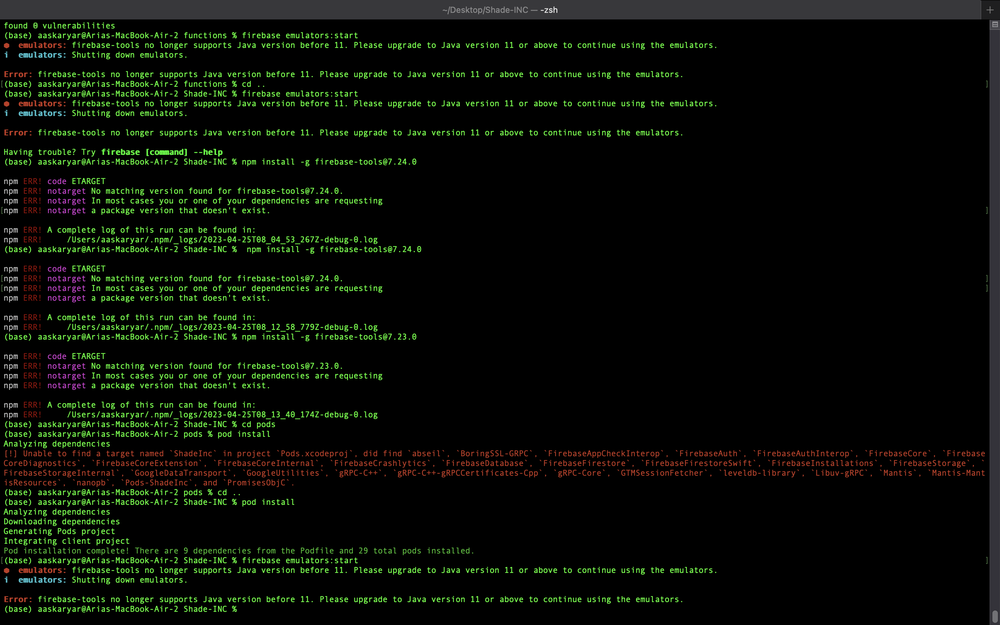 ~/Desktop/Shade-INC — -zsh
found 0 vulnerabilities
(base) aaskaryar@Arias-MacBook-Air-2 functions % firebase emulators:start
⬢  emulators: firebase-tools no longer supports Java version before 11. Please upgrade to Java version 11 or above to continue using the emulators.
i  emulators: Shutting down emulators.
Error: firebase-tools no longer supports Java version before 11. Please upgrade to Java version 11 or above to continue using the emulators.
[(base) aaskaryar@Arias-MacBook-Air-2 functions % cd .. ]
(base) aaskaryar@Arias-MacBook-Air-2 Shade-INC % firebase emulators:start
⬢  emulators: firebase-tools no longer supports Java version before 11. Please upgrade to Java version 11 or above to continue using the emulators.
i  emulators: Shutting down emulators.
Error: firebase-tools no longer supports Java version before 11. Please upgrade to Java version 11 or above to continue using the emulators.
Having trouble? Try firebase [command] --help
(base) aaskaryar@Arias-MacBook-Air-2 Shade-INC % npm install -g firebase-tools@7.24.0
npm ERR! code ETARGET
npm ERR! notarget No matching version found for firebase-tools@7.24.0.
npm ERR! notarget In most cases you or one of your dependencies are requesting
[npm ERR! notarget a package version that doesn't exist. ]
npm ERR! A complete log of this run can be found in:
npm ERR!     /Users/aaskaryar/.npm/_logs/2023-04-25T08_04_53_267Z-debug-0.log
(base) aaskaryar@Arias-MacBook-Air-2 Shade-INC %  npm install -g firebase-tools@7.24.0
npm ERR! code ETARGET
[npm ERR! notarget No matching version found for firebase-tools@7.24.0. ]
[npm ERR! notarget In most cases you or one of your dependencies are requesting ]
npm ERR! notarget a package version that doesn't exist.
npm ERR! A complete log of this run can be found in:
npm ERR!     /Users/aaskaryar/.npm/_logs/2023-04-25T08_12_58_779Z-debug-0.log
(base) aaskaryar@Arias-MacBook-Air-2 Shade-INC % npm install -g firebase-tools@7.23.0
npm ERR! code ETARGET
npm ERR! notarget No matching version found for firebase-tools@7.23.0.
npm ERR! notarget In most cases you or one of your dependencies are requesting
npm ERR! notarget a package version that doesn't exist.
npm ERR! A complete log of this run can be found in:
npm ERR!     /Users/aaskaryar/.npm/_logs/2023-04-25T08_13_40_174Z-debug-0.log
(base) aaskaryar@Arias-MacBook-Air-2 Shade-INC % cd pods
(base) aaskaryar@Arias-MacBook-Air-2 pods % pod install
Analyzing dependencies
[!] Unable to find a target named `ShadeInc` in project `Pods.xcodeproj`, did find `abseil`, `BoringSSL-GRPC`, `FirebaseAppCheckInterop`, `FirebaseAuth`, `FirebaseAuthInterop`, `FirebaseCore`, `Firebase
CoreDiagnostics`, `FirebaseCoreExtension`, `FirebaseCoreInternal`, `FirebaseCrashlytics`, `FirebaseDatabase`, `FirebaseFirestore`, `FirebaseFirestoreSwift`, `FirebaseInstallations`, `FirebaseStorage`, `
FirebaseStorageInternal`, `GoogleDataTransport`, `GoogleUtilities`, `gRPC-C++`, `gRPC-C++-gRPCCertificates-Cpp`, `gRPC-Core`, `GTMSessionFetcher`, `leveldb-library`, `Libuv-gRPC`, `Mantis`, `Mantis-Mant
isResources`, `nanopb`, `Pods-ShadeInc`, and `PromisesObjC`.
(base) aaskaryar@Arias-MacBook-Air-2 pods % cd ..
(base) aaskaryar@Arias-MacBook-Air-2 Shade-INC % pod install
Analyzing dependencies
Downloading dependencies
Generating Pods project
Integrating client project
Pod installation complete! There are 9 dependencies from the Podfile and 29 total pods installed.
[(base) aaskaryar@Arias-MacBook-Air-2 Shade-INC % firebase emulators:start ]
⬢  emulators: firebase-tools no longer supports Java version before 11. Please upgrade to Java version 11 or above to continue using the emulators.
i  emulators: Shutting down emulators.
Error: firebase-tools no longer supports Java version before 11. Please upgrade to Java version 11 or above to continue using the emulators.
(base) aaskaryar@Arias-MacBook-Air-2 Shade-INC %